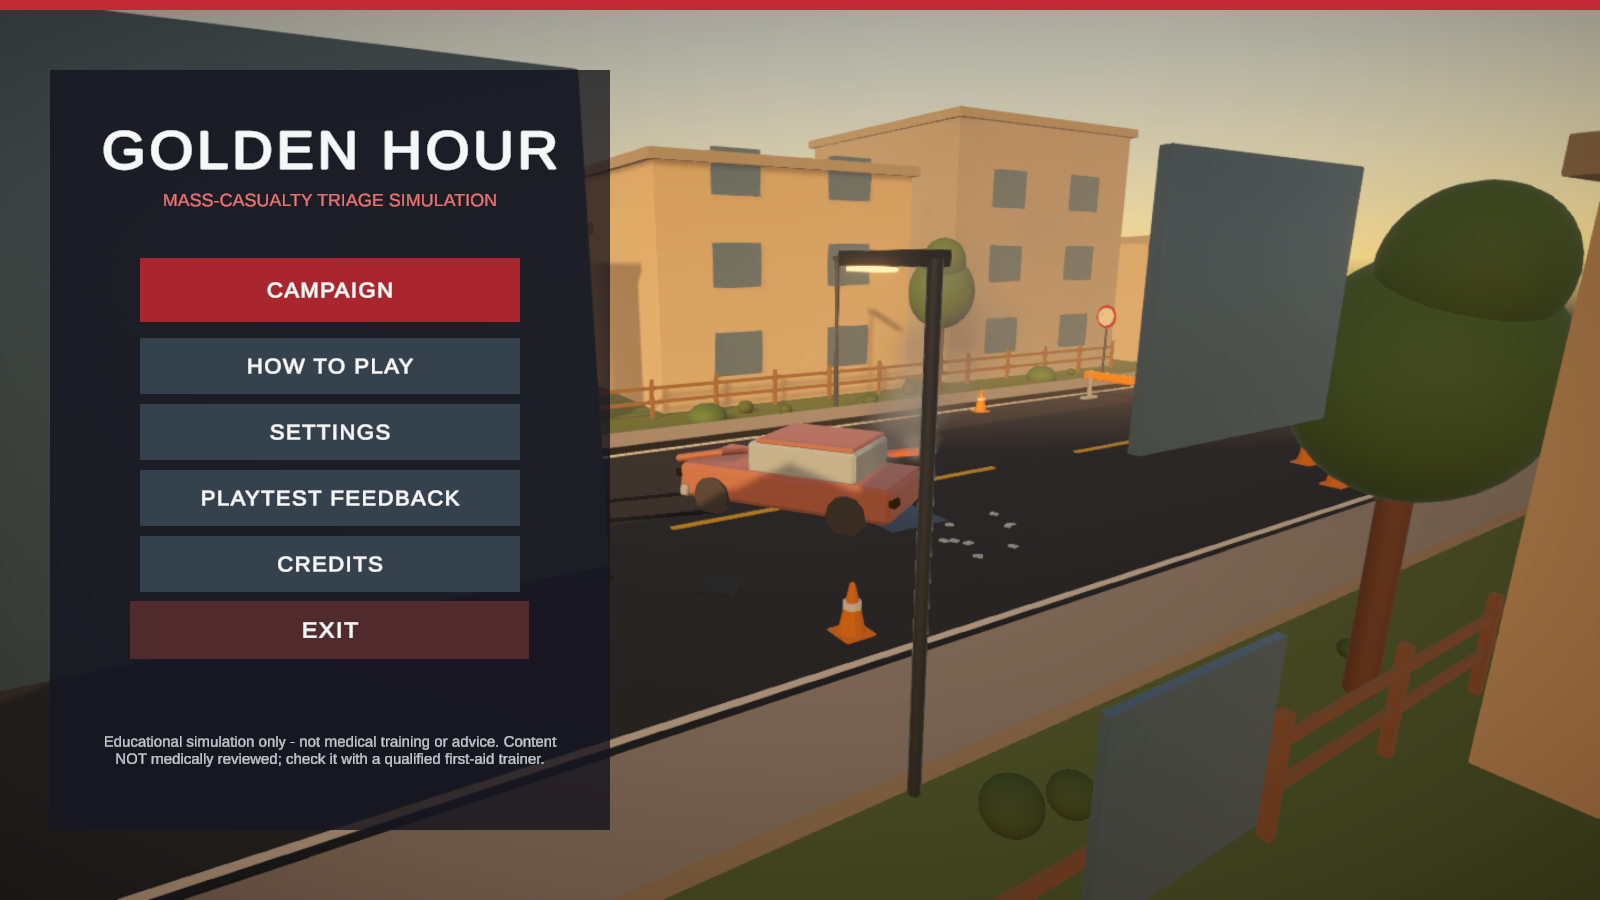 GOLDEN HOUR
MASS-CASUALTY TRIAGE SIMULATION
CAMPAIGN
HOW TO PLAY
SETTINGS
PLAYTEST FEEDBACK
CREDITS
EXIT
Educational simulation only - not medical training or advice. Content
NOT medically reviewed; check it with a qualified first-aid trainer.